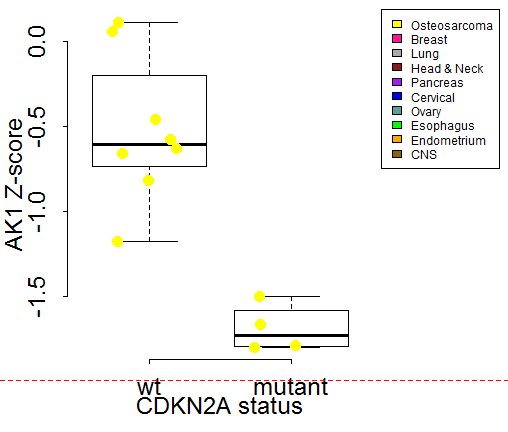 AK1 Z-score
0.0
-0.5
-1.0
-1.5
wt
mutant
CDKN2A status
Osteosarcoma
Breast
Lung
Head & Neck
Pancreas
Cervical
Ovary
Esophagus
Endometrium
CNS